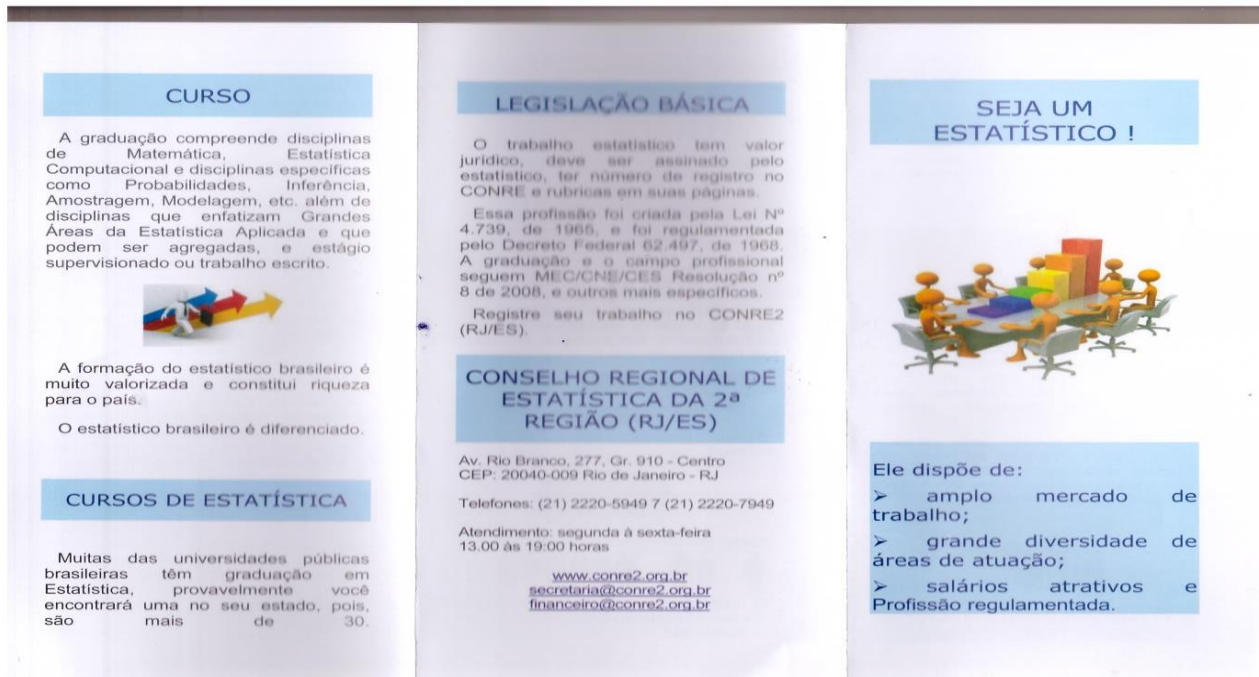 CURSO
A graduação compreende disciplinas
de Matemática, Estatística
Computacional e disciplinas específicas
como Probabilidades, Inferência,
Amostragem, Modelagem, etc. além de
disciplinas que enfatizam Grandes
Áreas da Estatística Aplicada e que
podem ser agregadas, e estágio
supervisionado ou trabalho escrito.
A formação do estatístico brasileiro é
muito valorizada e constitui riqueza
para o país.
O estatístico brasileiro é diferenciado.
CURSOS DE ESTATÍSTICA
Muitas das universidades públicas
brasileiras têm graduação em
Estatística, provavelmente você
encontrará uma no seu estado, pois,
são mais de 30.
LEGISLAÇÃO BÁSICA
O trabalho estatístico tem valor
jurídico, deve ser assinado pelo
estatístico, ter número de registro no
CONRE e rubricas em suas páginas.
Essa profissão foi criada pela Lei Nº
4.739, de 1965, e foi regulamentada
pelo Decreto Federal 62.497, de 1968.
A graduação e o campo profissional
seguem MEC/CNE/CES Resolução nº
8 de 2008, e outros mais específicos.
Registre seu trabalho no CONRE2
(RJ/ES).
CONSELHO REGIONAL DE
ESTATÍSTICA DA 2ª
REGIÃO (RJ/ES)
Av. Rio Branco, 277, Gr. 910 - Centro
CEP: 20040-009 Rio de Janeiro - RJ
Telefones: (21) 2220-5949 7 (21) 2220-7949
Atendimento: segunda à sexta-feira
13.00 às 19:00 horas
www.conre2.org.br
secretaria@conre2.org.br
financeiro@conre2.org.br
SEJA UM
ESTATÍSTICO !
Ele dispõe de:
➢ amplo mercado de
trabalho;
➢ grande diversidade de
áreas de atuação;
➢ salários atrativos e
Profissão regulamentada.